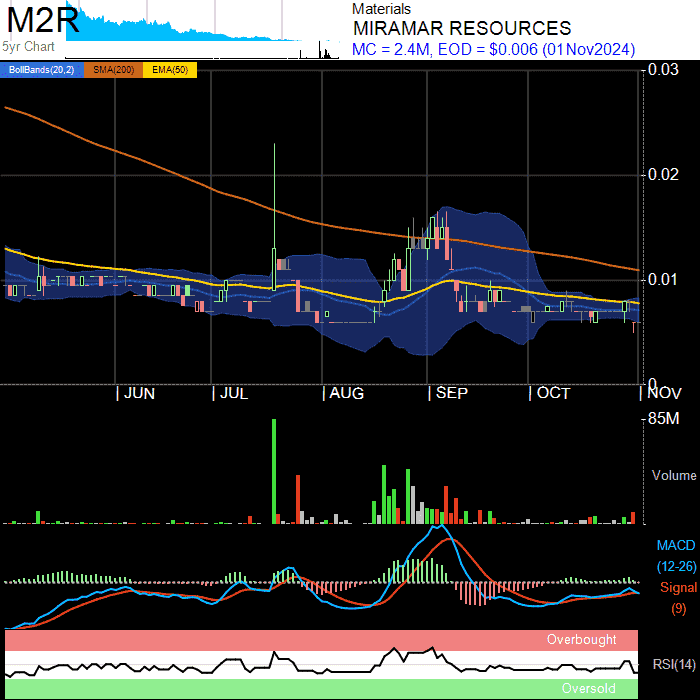 M2R
5yr Chart
Materials
MIRAMAR RESOURCES
MC = 2.4M, EOD = $0.006 (01Nov2024)
BollBands(20,2) SMA(200) EMA(50)
0.03
0.02
0.01
0
JUN JUL AUG SEP OCT NOV
85M
Volume
MACD
(12-26)
Signal
(9)
Overbought
RSI(14)
Oversold